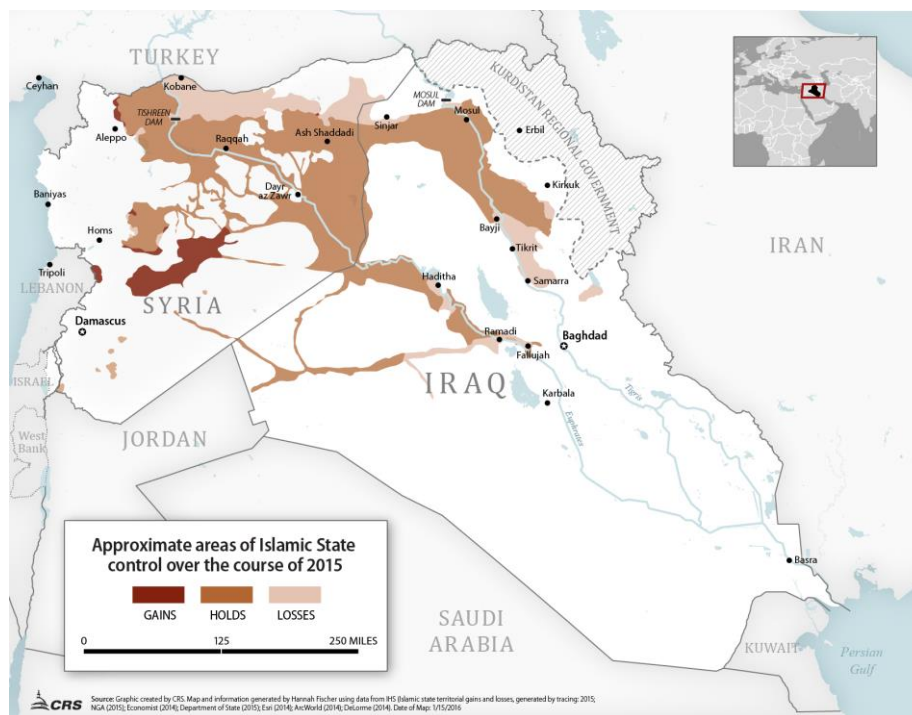 TURKEY
Ceyhan
Kobane
TISHREEN
DAM
MOSUL
DAM
KURDISTAN REGIONAL GOVERNMENT
Aleppo
Raqqah
Ash Shaddadi
Sinjar
Mosul
Erbil
Dayr
az Zawr
Kirkuk
Baniyas
Bayji
Homs
Tikrit
IRAN
Tripoli
LEBANON
SYRIA
Haditha
Samarra
Damascus
Ramadi
Baghdad
Fallujah
ISRAEL
IRAQ
Karbala
Tigris
Euphrates
West
Bank
JORDAN
Approximate areas of Islamic State
control over the course of 2015
GAINS
HOLDS
LOSSES
0
125
250 MILES
Basra
SAUDI
ARABIA
KUWAIT
Persian
Gulf
CRS
Source: Graphic created by CRS. Map and information generated by Hannah Fischer using data from IHS (Islamic state territorial gains and losses, generated by tracing: 2015;
NGA (2015); Economist (2014); Department of State (2015); Esri (2014); ArcWorld (2014); DeLorme (2014). Date of Map: 1/15/2016